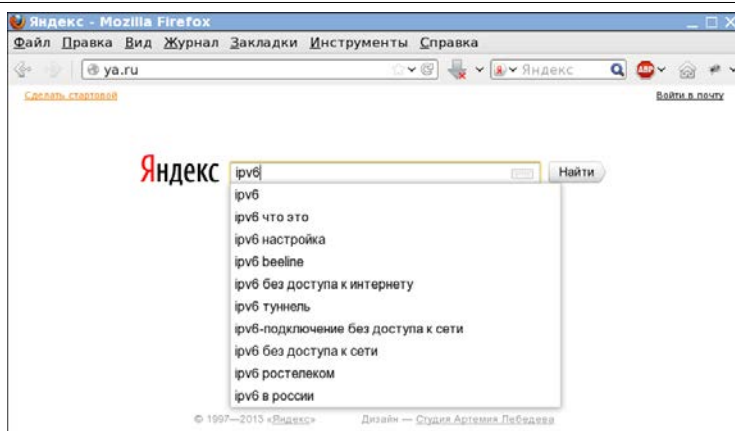 Яндекс - Mozilla Firefox
Файл Правка Вид Журнал Закладки Инструменты Справка
ya.ru Яндекс ABP
Сделать стартовой Войти в почту
Яндекс ipv6 Найти
ipv6
ipv6 что это
ipv6 настройка
ipv6 beeline
ipv6 без доступа к интернету
ipv6 туннель
ipv6-подключение без доступа к сети
ipv6 без доступа к сети
ipv6 ростелеком
ipv6 в россии
© 1997—2013 «Яндекс» Дизайн — Студия Артемия Лебедева